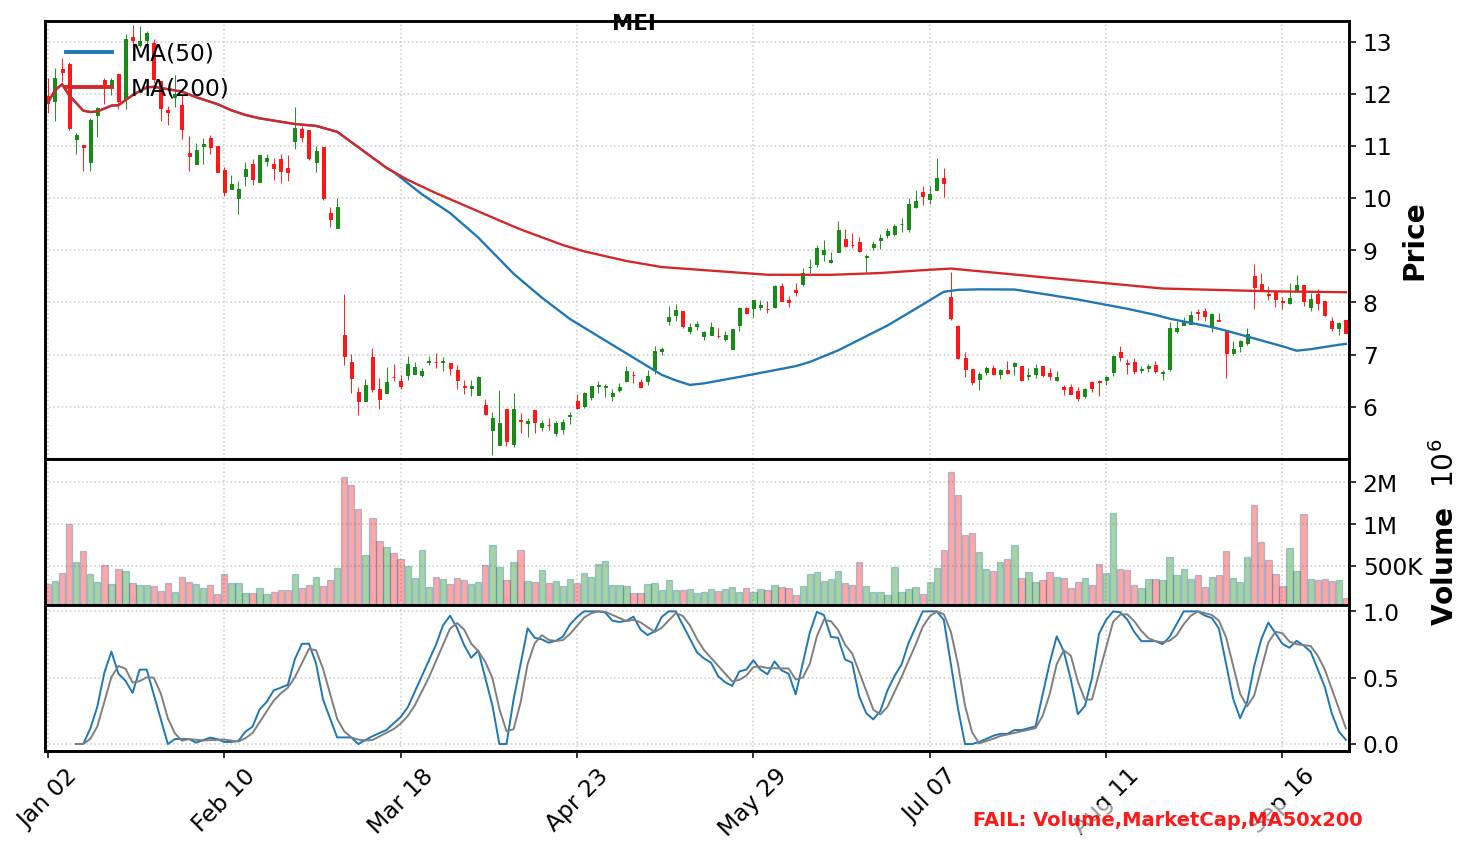 MEI
MA(50)
MA(200)
13
12
11
10
9
8
7
6
Price
2M
1M
500K
Volume 10^6
1.0
0.5
0.0
Jan 02
Feb 10
Mar 18
Apr 23
May 29
Jul 07
Aug 11
Sep 16
FAIL: Volume,MarketCap,MA50x200